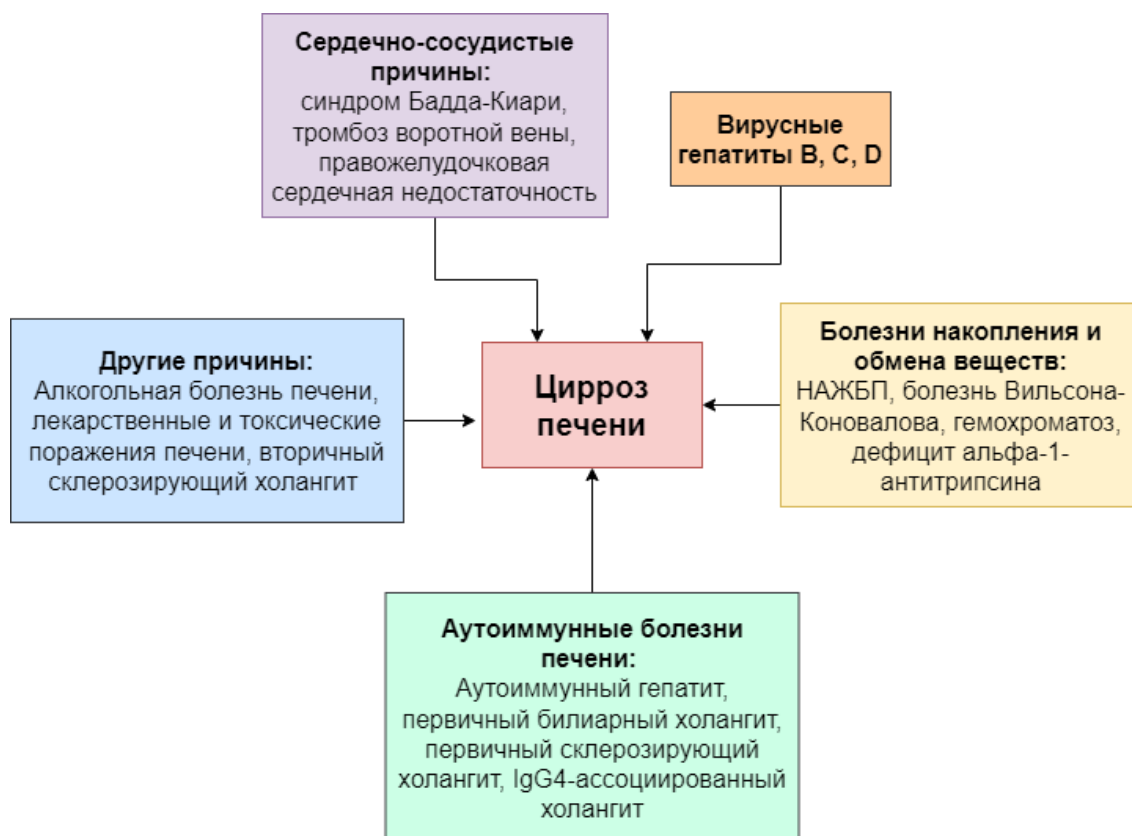 Сердечно-сосудистые
причины:
синдром Бадда-Киари,
тромбоз воротной вены,
правожелудочковая
сердечная недостаточность
Вирусные
гепатиты B, C, D
Другие причины:
Алкогольная болезнь печени,
лекарственные и токсические
поражения печени, вторичный
склерозирующий холангит
Цирроз
печени
Болезни накопления и
обмена веществ:
НАЖБП, болезнь Вильсона-
Коновалова, гемохроматоз,
дефицит альфа-1-
антитрипсина
Аутоиммунные болезни
печени:
Аутоиммунный гепатит,
первичный билиарный холангит,
первичный склерозирующий
холангит, IgG4-ассоциированный
холангит